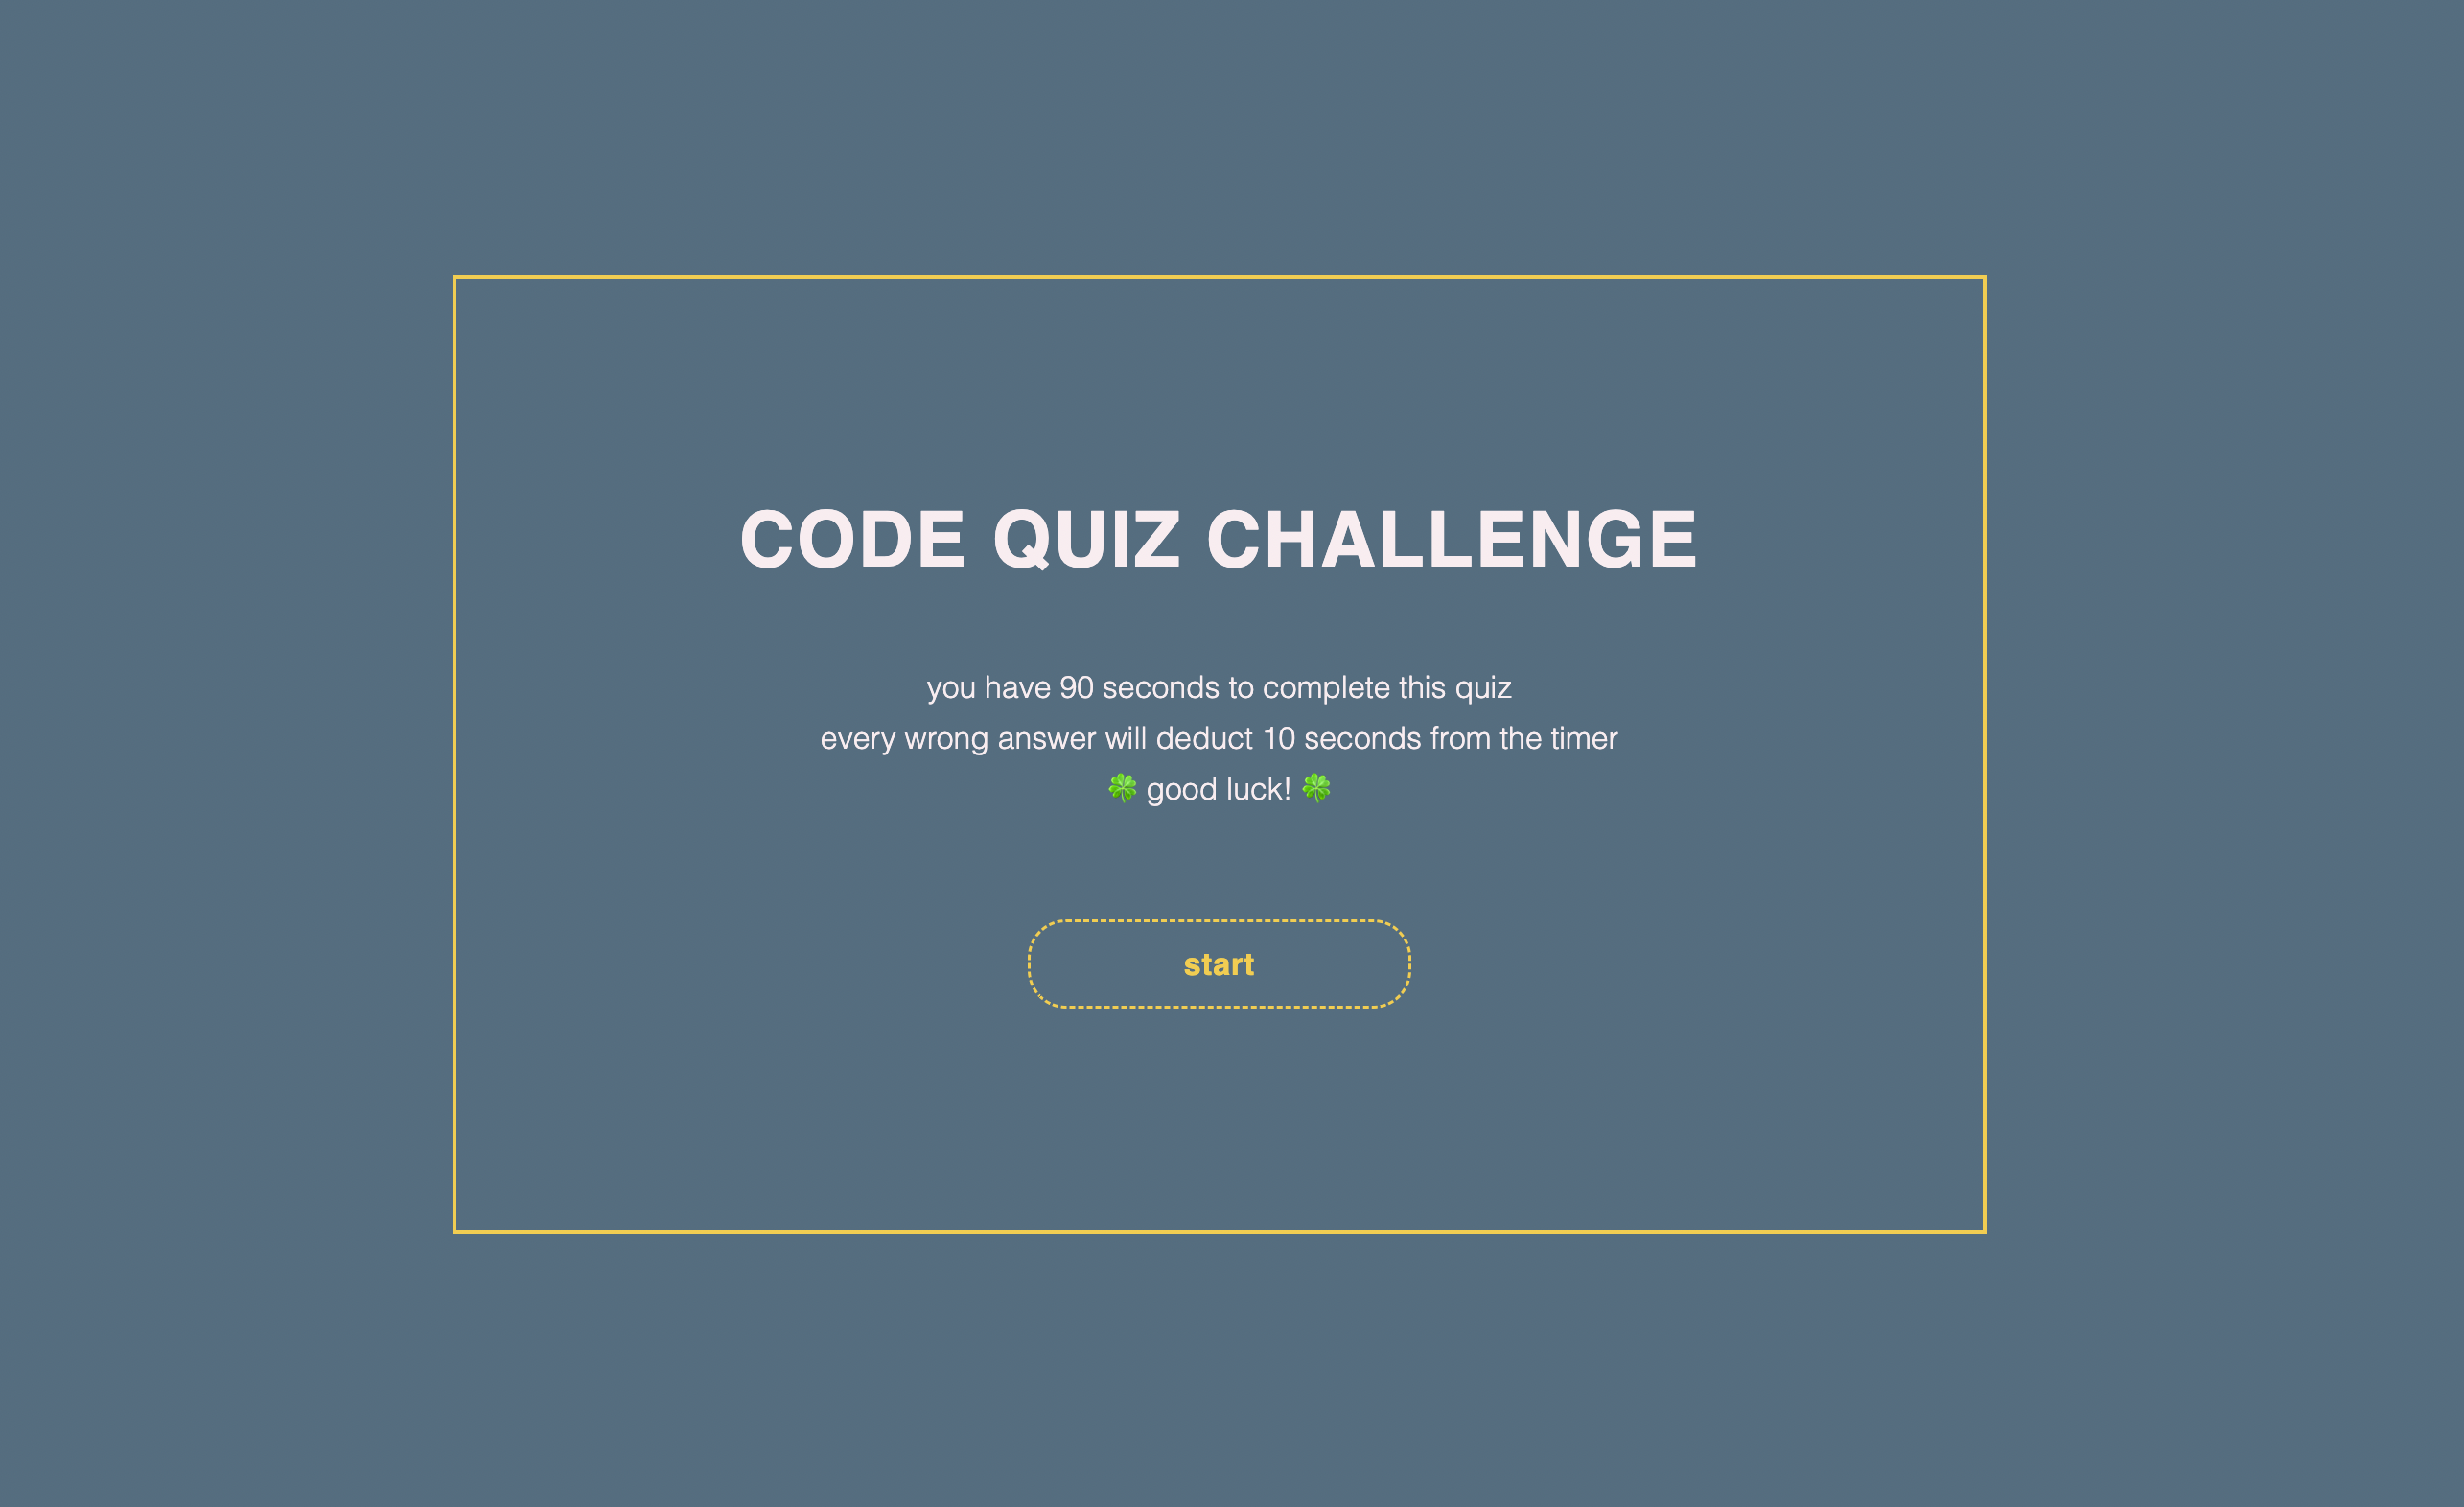 CODE QUIZ CHALLENGE
you have 90 seconds to complete this quiz
every wrong answer will deduct 10 seconds from the timer
🍀 good luck! 🍀
start